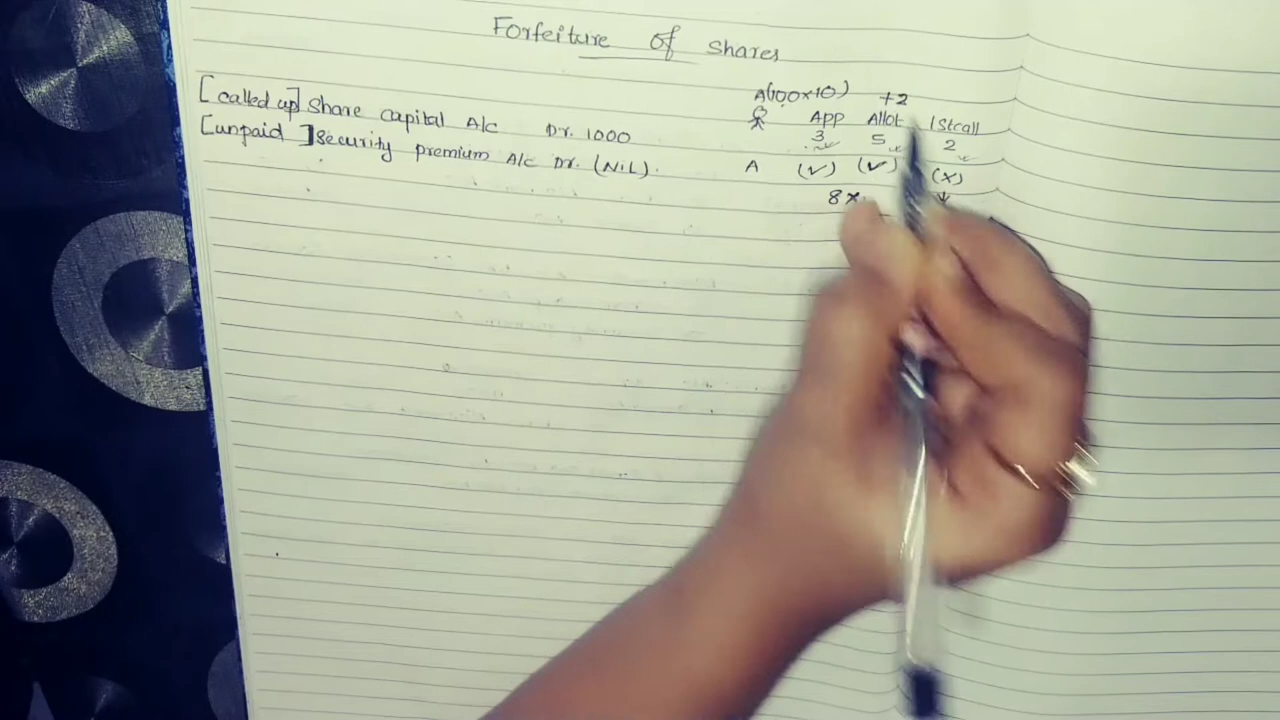 Forfeiture of shares
[called up] share capital A/c Dr. 1000
[unpaid] security premium A/c Dr. (NIL).
A(100×10) +2
App Allot 1st call
3 5 2
A (✓) (✓) (×)
8×